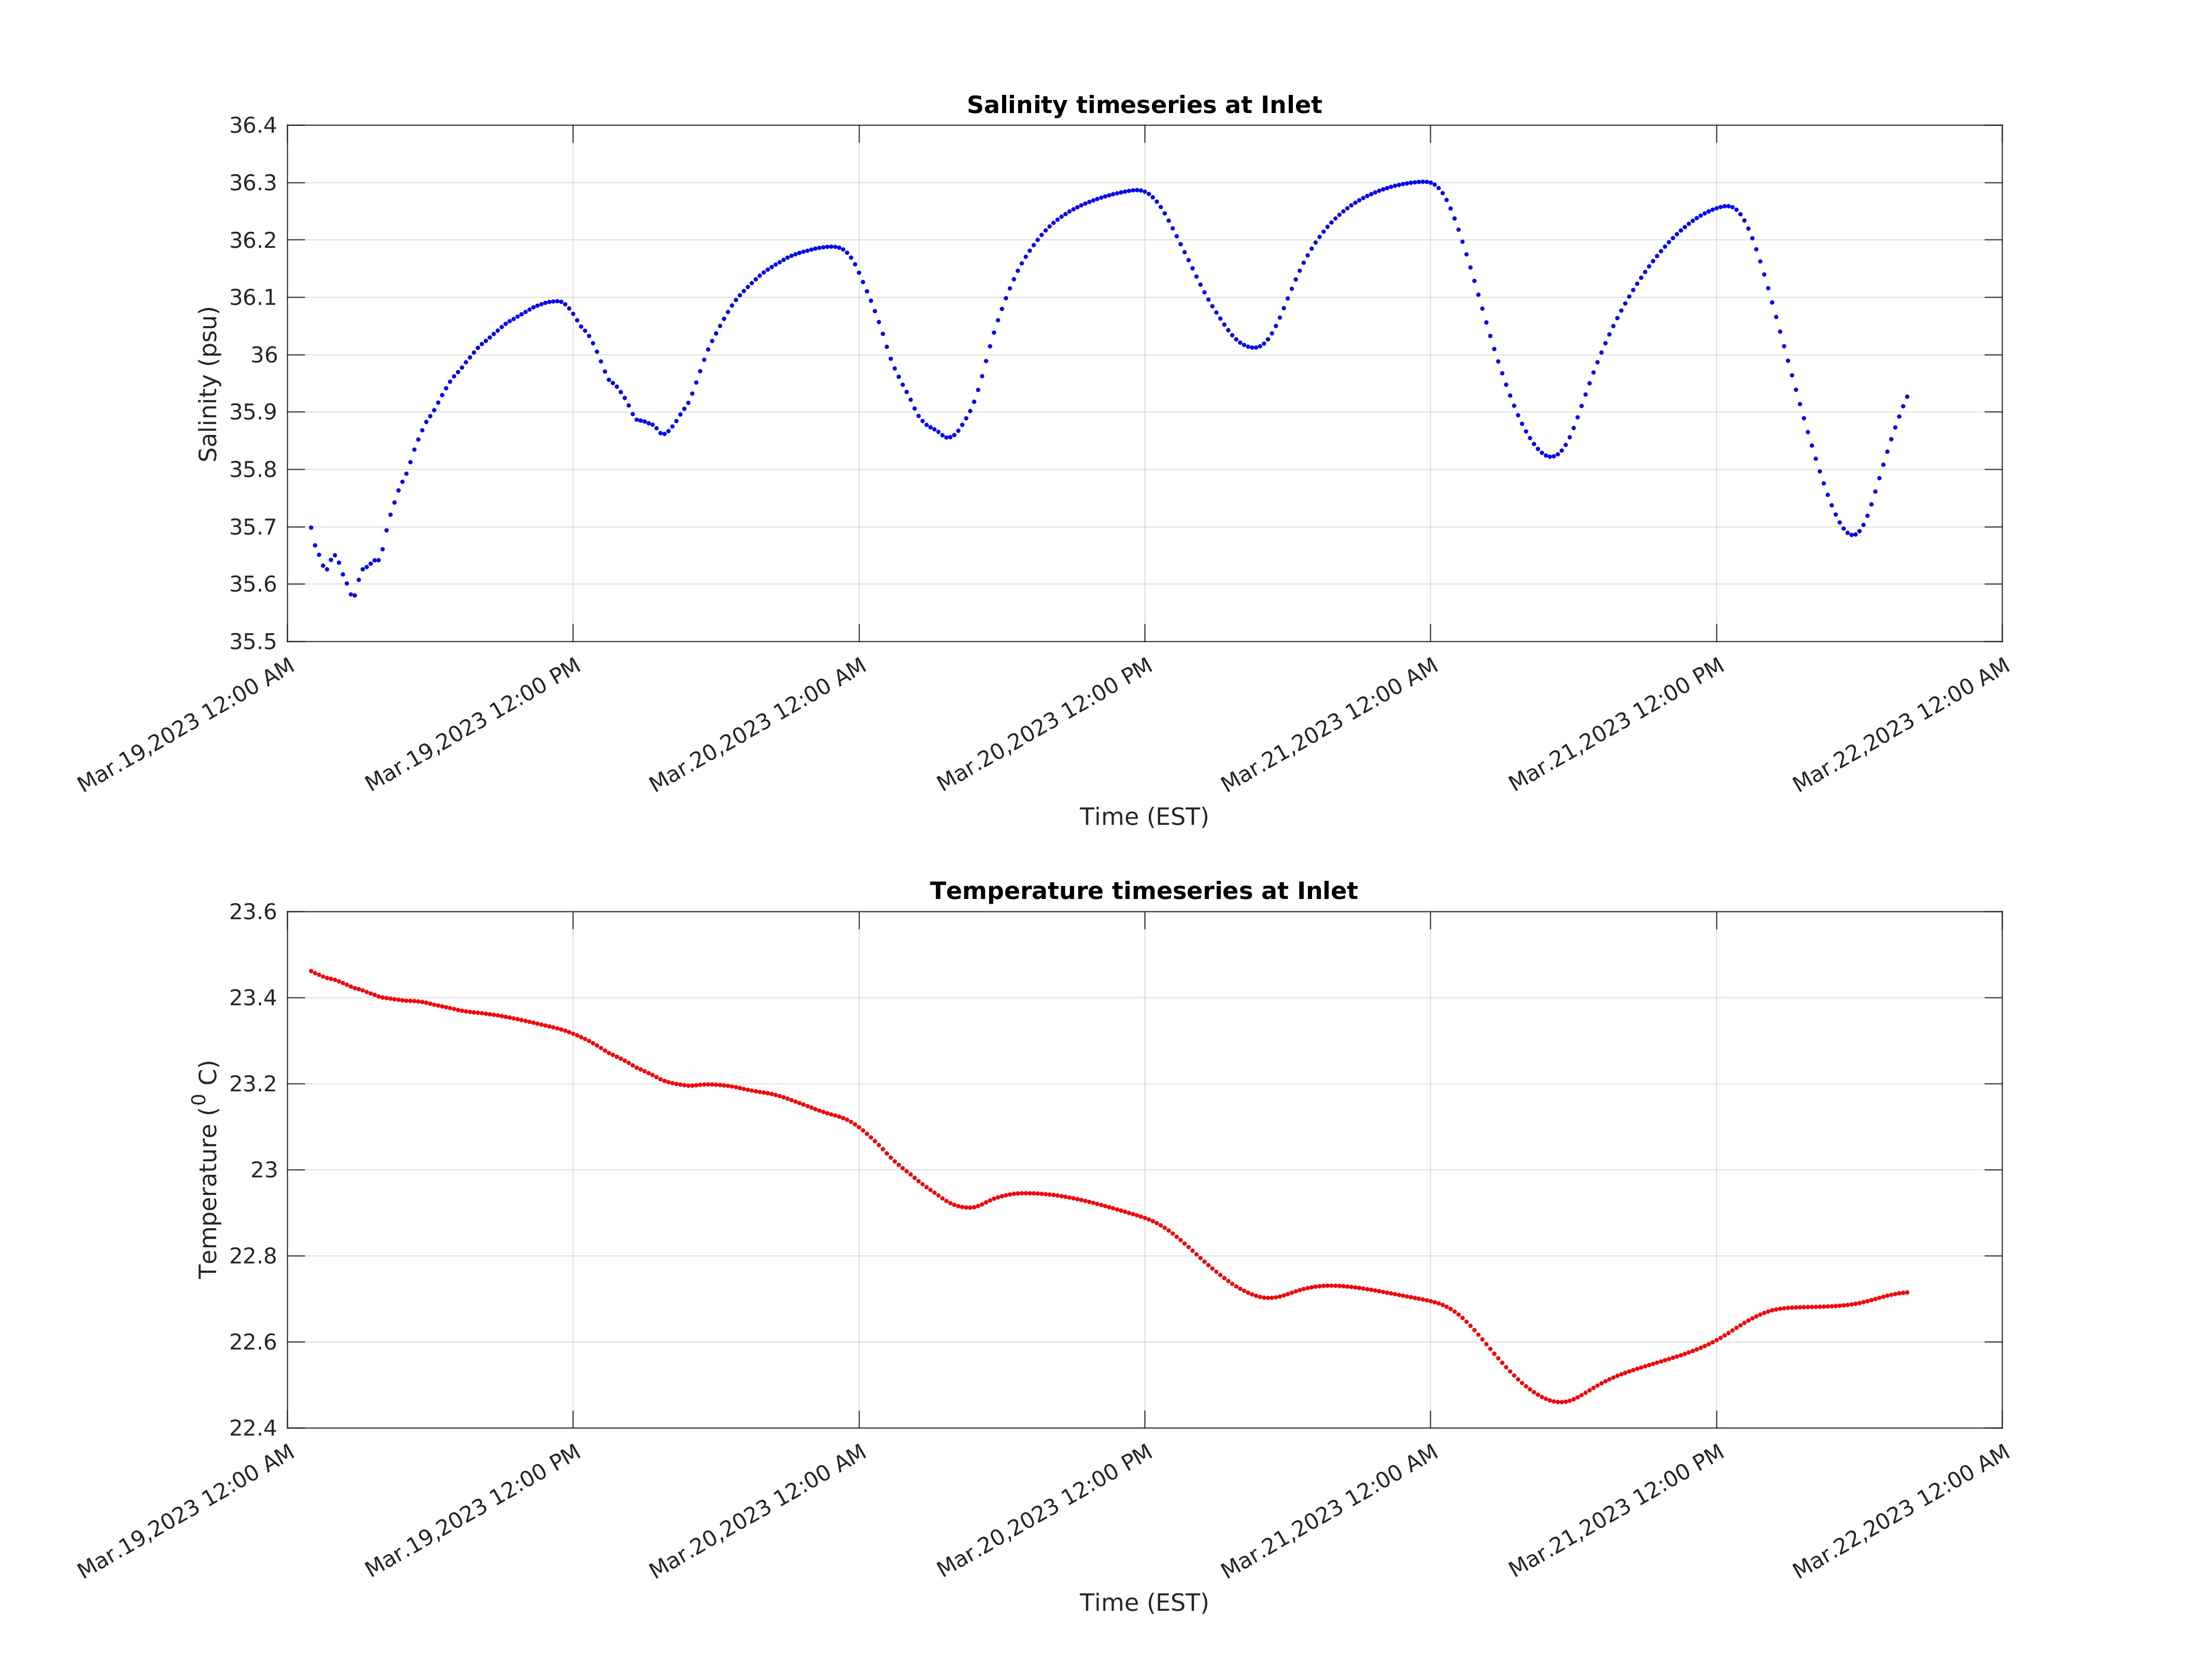 Salinity timeseries at Inlet
36.4
36.3
36.2
36.1
36
35.9
35.8
35.7
35.6
35.5
Salinity (psu)
Mar.19,2023 12:00 AM
Mar.19,2023 12:00 PM
Mar.20,2023 12:00 AM
Mar.20,2023 12:00 PM
Mar.21,2023 12:00 AM
Mar.21,2023 12:00 PM
Mar.22,2023 12:00 AM
Time (EST)
Temperature timeseries at Inlet
23.6
23.4
23.2
23
22.8
22.6
22.4
Temperature (⁰ C)
Mar.19,2023 12:00 AM
Mar.19,2023 12:00 PM
Mar.20,2023 12:00 AM
Mar.20,2023 12:00 PM
Mar.21,2023 12:00 AM
Mar.21,2023 12:00 PM
Mar.22,2023 12:00 AM
Time (EST)